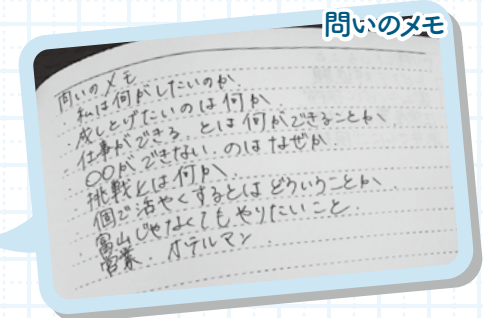 問いのメモ
問いのメモ
私は何がしたいのか
・成しとげたいのは何か
・仕事ができる、とは何ができることか
・〇〇ができない、のはなぜか
・挑戦とは何か
・個で活やくするとはどういうことか
・富山じゃなくてもやりたいこと.
・営業 ホテルマン